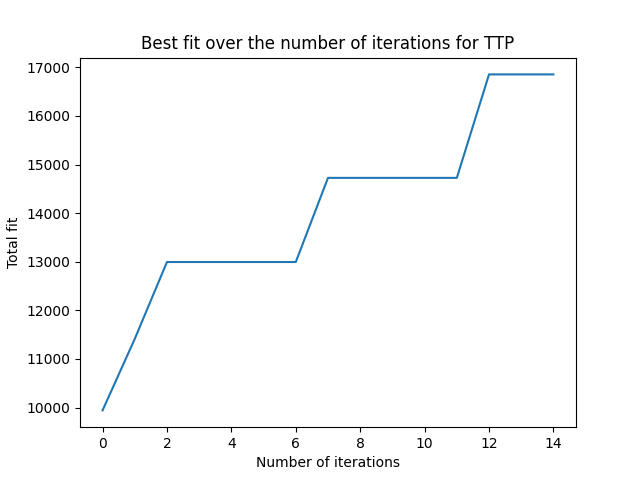 Best fit over the number of iterations for TTP
17000
16000
15000
14000
13000
12000
11000
10000
Total fit
0 2 4 6 8 10 12 14
Number of iterations